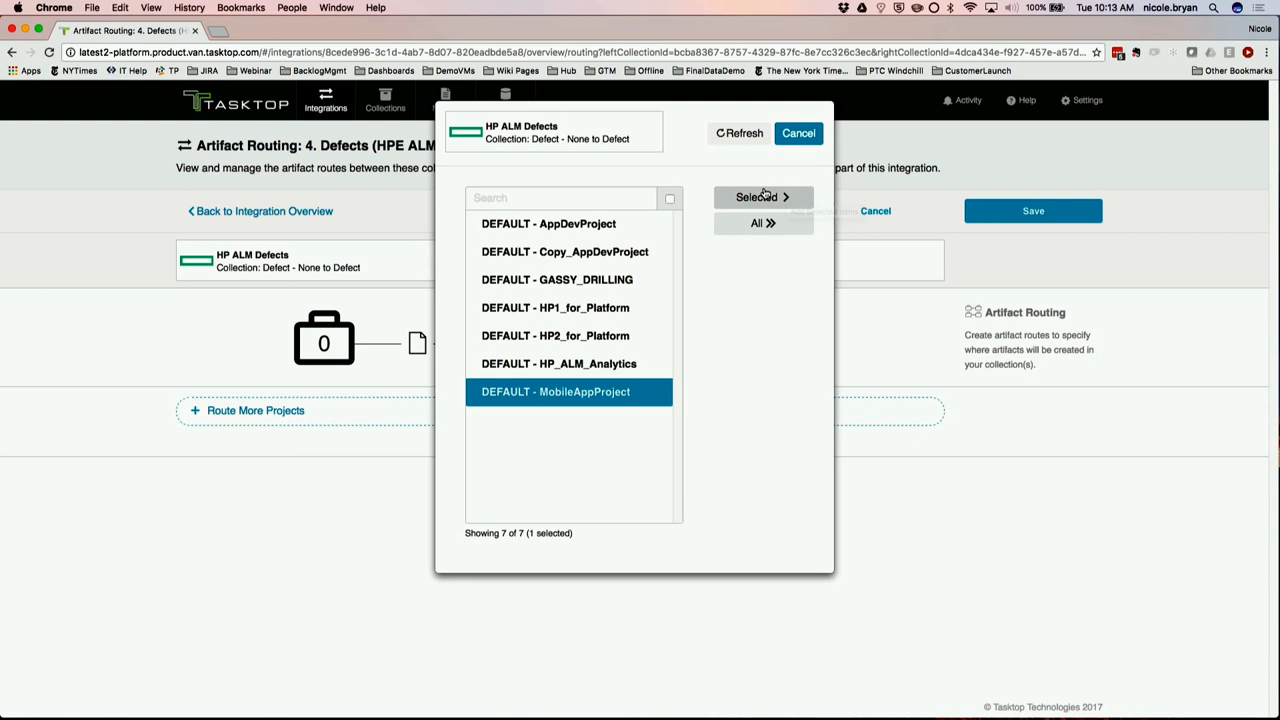 Chrome File Edit View History Bookmarks People Window Help
100% Tue 10:13 AM nicole.bryan
Artifact Routing: 4. Defects (H
Nicole
latest2-platform.product.van.tasktop.com/#/integrations/8cede996-3c1d-4ab7-8d07-820eadbde5a8/overview/routing?leftCollectionId=bcba8367-8757-4329-87fc-8e7cc326c3ec&rightCollectionId=4dca434e-f927-457e-a57d...
Apps NYTimes IT Help TP JIRA Webinar BacklogMgmt Dashboards DemoVMs Wiki Pages Hub GTM Offline FinalDataDemo The New York Time... PTC Windchill CustomerLaunch Other Bookmarks
TASKTOP Integrations Collections Activity Help Settings
HP ALM Defects
Collection: Defect - None to Defect
Refresh Cancel
Artifact Routing: 4. Defects (HPE ALM
View and manage the artifact routes between these co
part of this integration.
Back to Integration Overview
Cancel Save
Search
Selected
All
DEFAULT - AppDevProject
DEFAULT - Copy_AppDevProject
DEFAULT - GASSY_DRILLING
DEFAULT - HP1_for_Platform
DEFAULT - HP2_for_Platform
DEFAULT - HP_ALM_Analytics
DEFAULT - MobileAppProject
Showing 7 of 7 (1 selected)
HP ALM Defects
Collection: Defect - None to Defect
0
Route More Projects
Artifact Routing
Create artifact routes to specify
where artifacts will be created in
your collection(s).
© Tasktop Technologies 2017